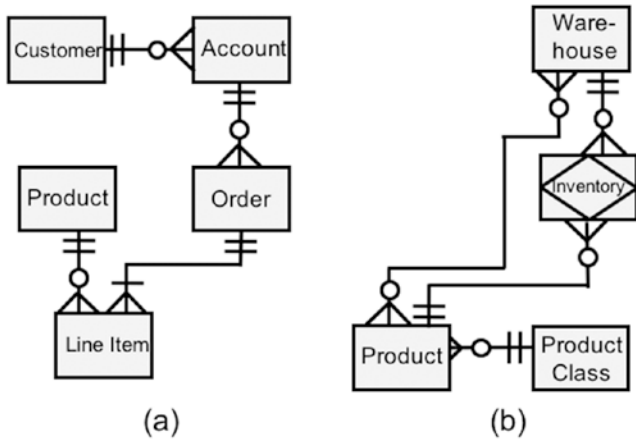 Customer
Account
Product
Order
Line Item
(a)
Ware-
house
Inventory
Product
Product
Class
(b)